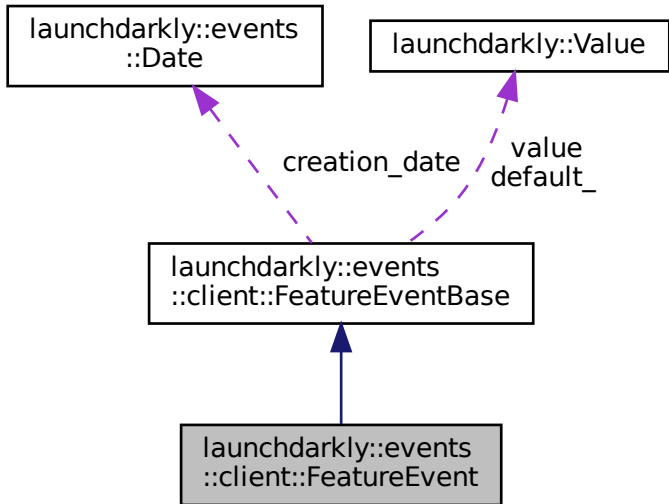 launchdarkly::events
::Date
launchdarkly::Value
creation_date
value
default_
launchdarkly::events
::client::FeatureEventBase
launchdarkly::events
::client::FeatureEvent